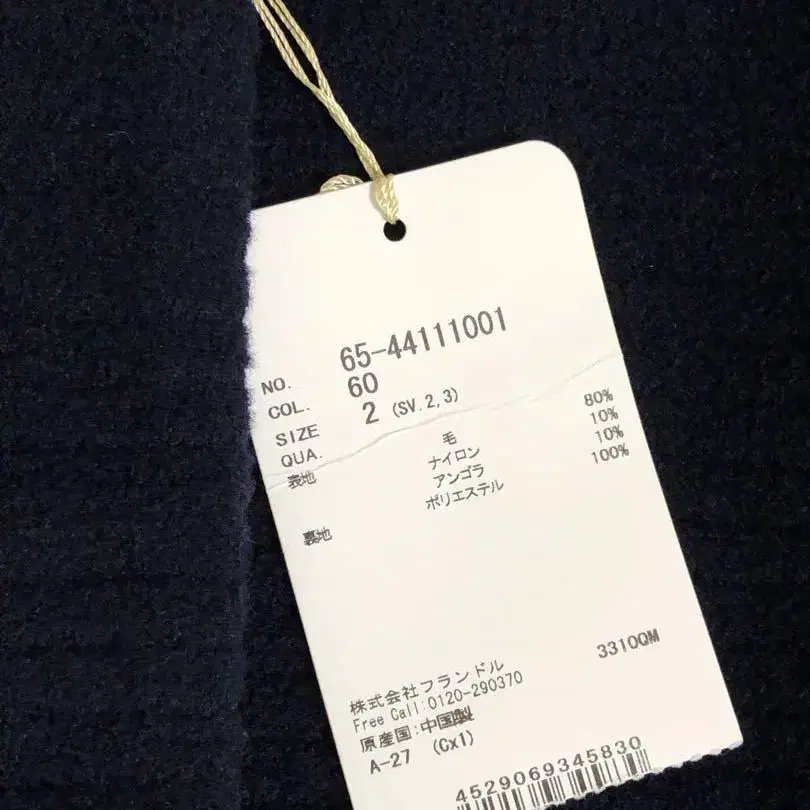 NO. 65-44111001
COL. 60
SIZE 2 (SV.2,3)
QUA.
表地 毛 80%
ナイロン 10%
アンゴラ 10%
裏地 ポリエステル 100%
3310QM
株式会社フランドル
Free Call:0120-290370
原産国:中国製
A-27 (Cx1)
4529069345830